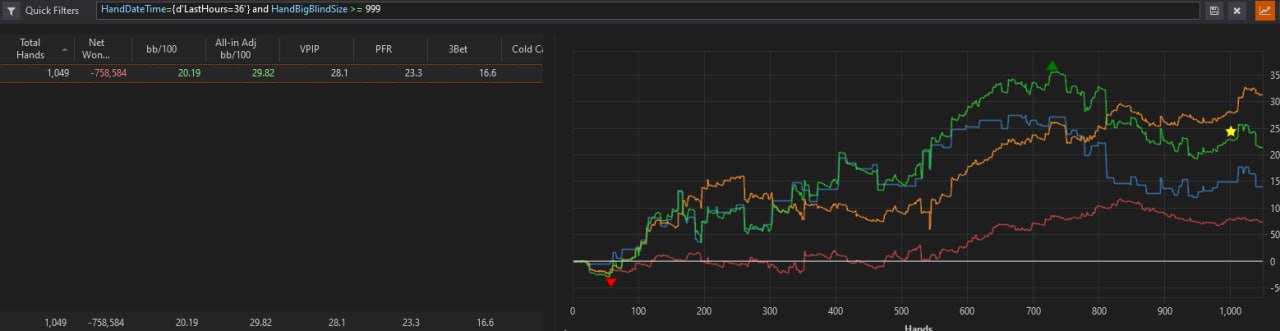 Quick Filters HandDateTime={d'LastHours=36'} and HandBigBlindSize >= 999
Total Hands Net Won... bb/100 All-in Adj bb/100 VPIP PFR 3Bet Cold Ca
1,049 -758,584 20.19 29.82 28.1 23.3 16.6
35
30
25
20
15
10
50
0
-50
0 100 200 300 400 500 600 700 800 900 1,000
Hands
1,049 -758,584 20.19 29.82 28.1 23.3 16.6